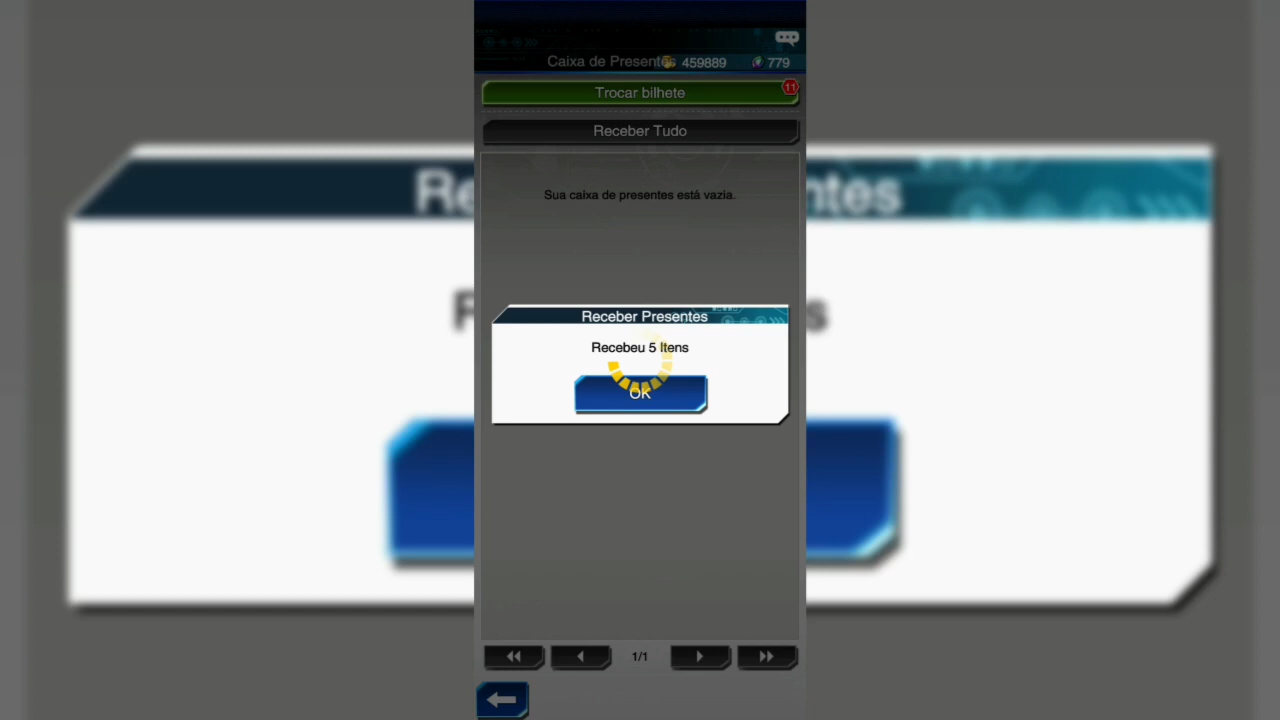 Caixa de Presentes
459889
779
Trocar bilhete
11
Receber Tudo
Sua caixa de presentes está vazia.
Receber Presentes
Recebeu 5 Itens
OK
1/1